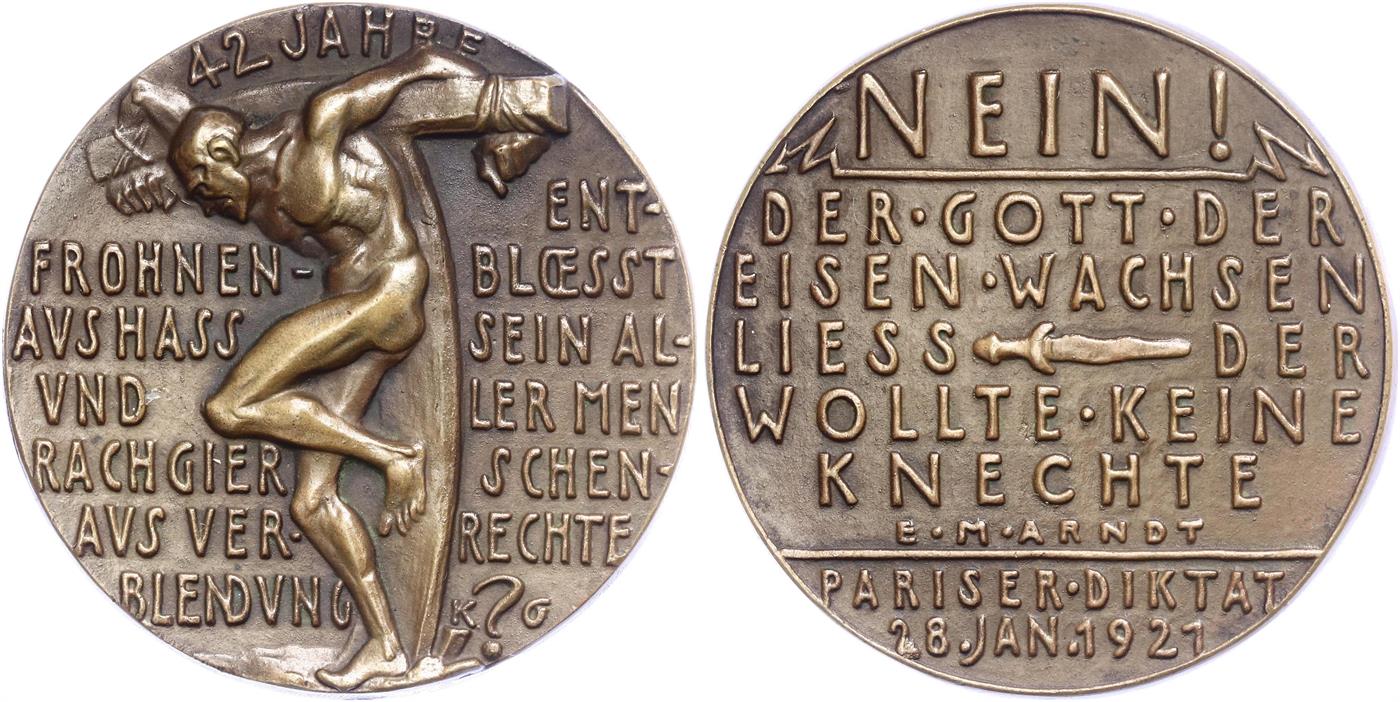 42 JAHRE
FROHNEN-
AVS HASS
VND
RACHGIER
AVS VER-
BLENDVNG
ENT-
BLŒSST
SEIN AL-
LER MEN
SCHEN-
RECHTE
K ? G
NEIN!
DER·GOTT·DER
EISEN·WACHSEN
LIESS DER
WOLLTE·KEINE
KNECHTE
E·M·ARNDT
PARISER·DIKTAT
28.JAN.1921